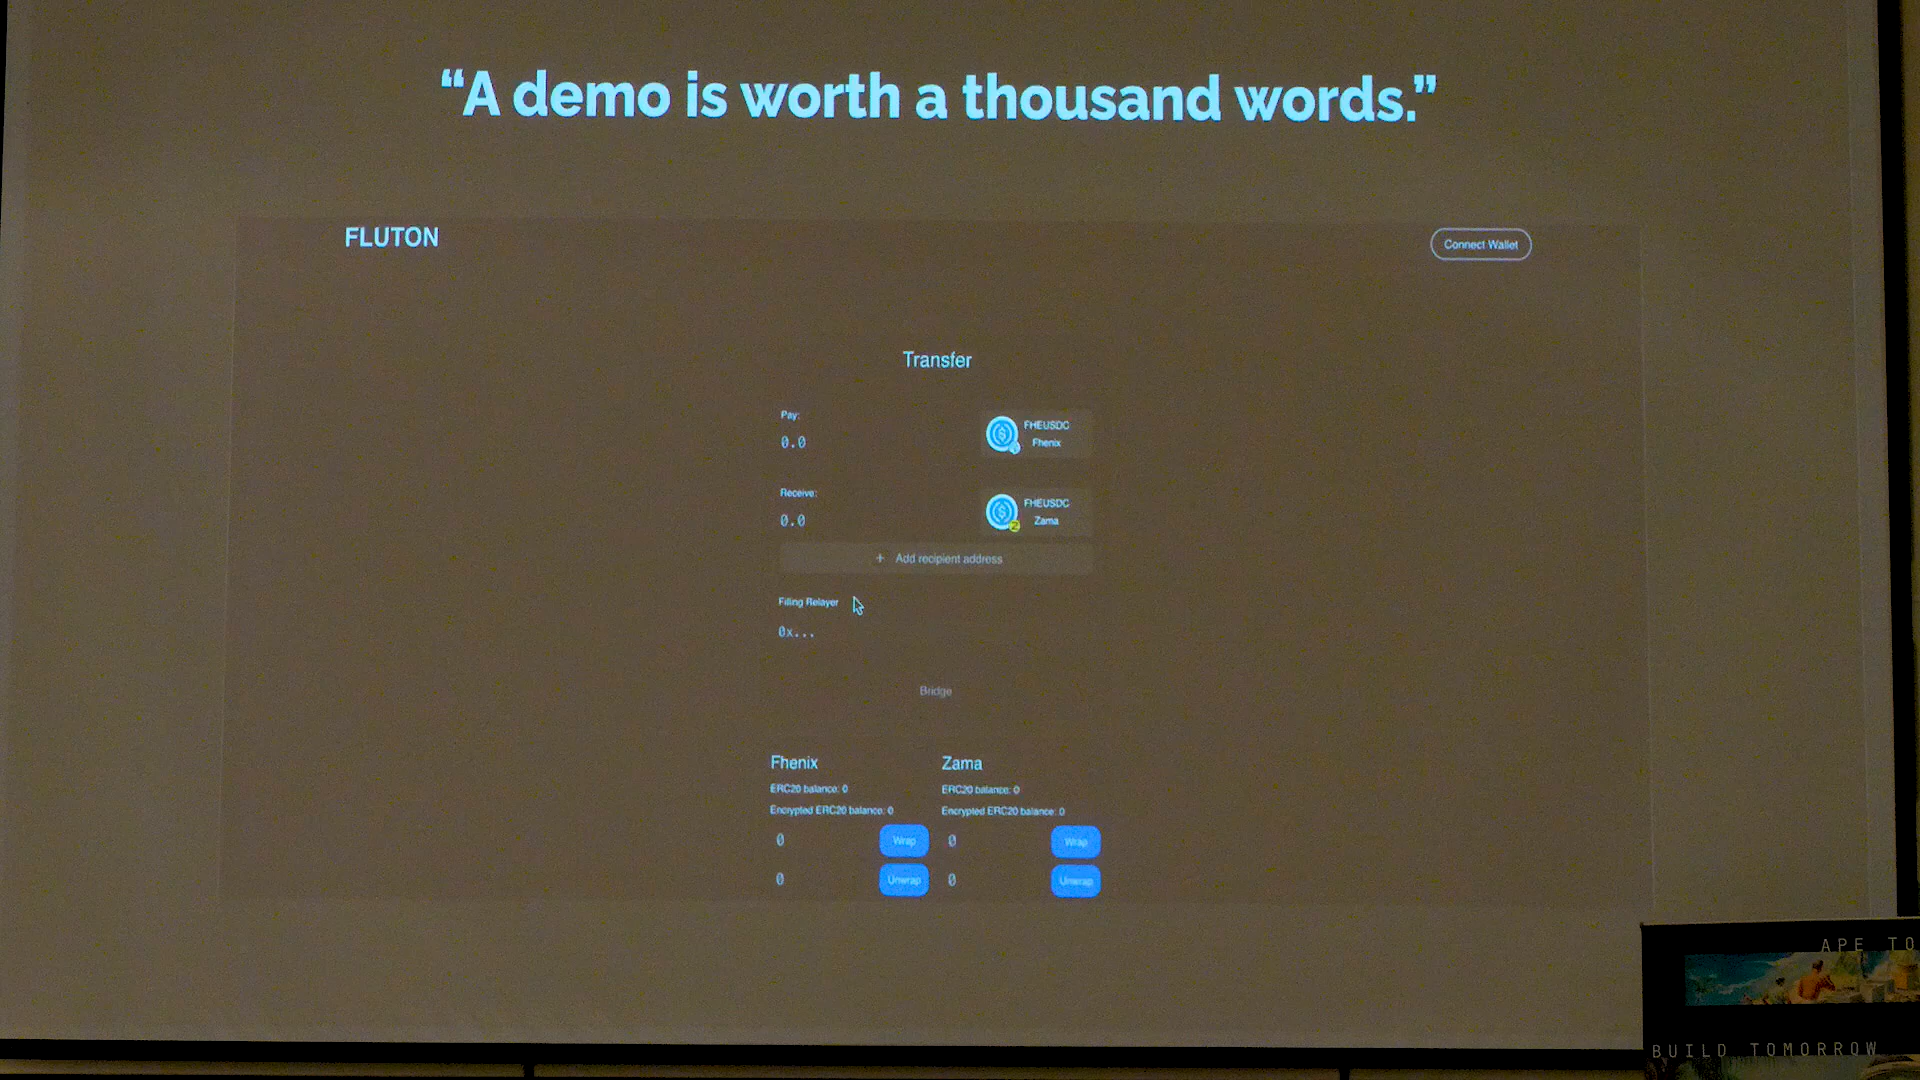 “A demo is worth a thousand words.”
FLUTON
Connect Wallet
Transfer
Pay:
0.0
FHEUSDC
Fhenix
Receive:
0.0
FHEUSDC
Zama
+ Add recipient address
Filling Relayer
0x...
Bridge
Fhenix
Zama
ERC20 balance: 0
ERC20 balance: 0
Encrypted ERC20 balance: 0
Encrypted ERC20 balance: 0
0
Wrap
0
Wrap
0
Unwrap
0
Unwrap
APE TO
BUILD TOMORROW